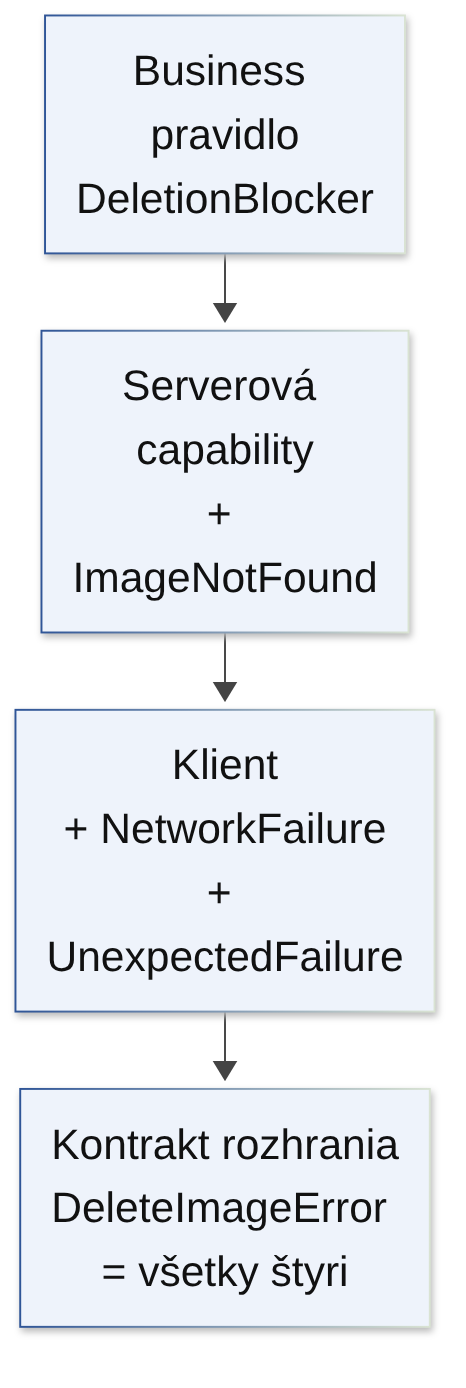 Business
pravidlo
DeletionBlocker
Serverová
capability
+
ImageNotFound
Klient
+ NetworkFailure
+
UnexpectedFailure
Kontrakt rozhrania
DeleteImageError
= všetky štyri